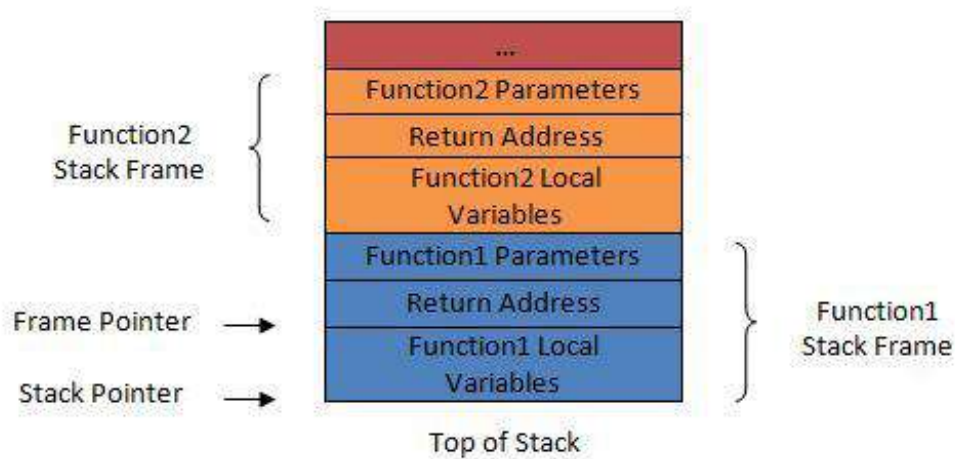 ...
Function2 Parameters
Return Address
Function2 Local
Variables
Function2
Stack Frame
Function1 Parameters
Return Address
Function1 Local
Variables
Frame Pointer
Stack Pointer
Function1
Stack Frame
Top of Stack